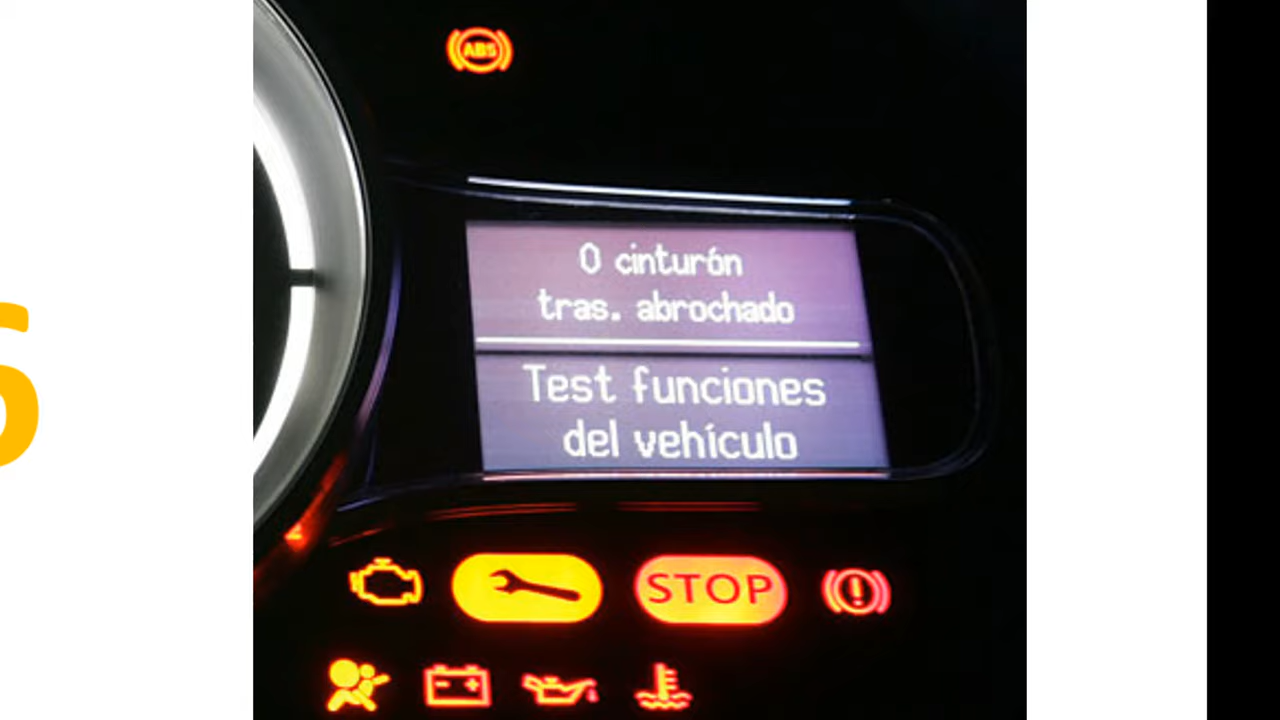 ABS
0 cinturón
tras. abrochado
Test funciones
del vehículo
STOP